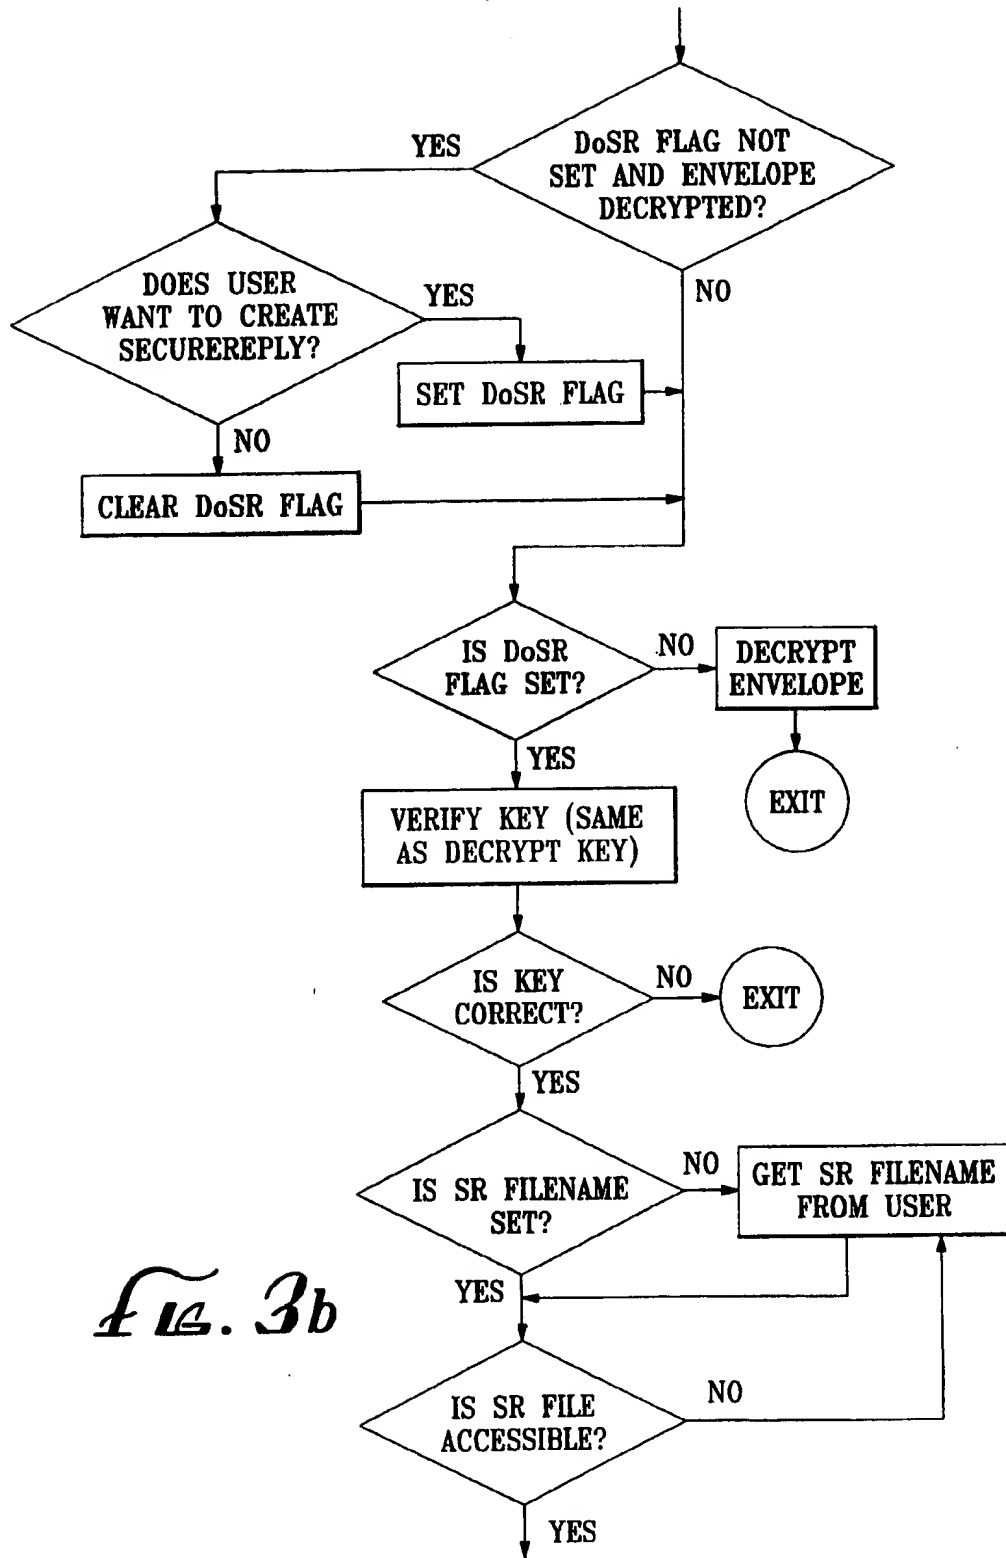 DoSR FLAG NOT
SET AND ENVELOPE
DECRYPTED?
YES
NO
DOES USER
WANT TO CREATE
SECUREREPLY?
YES
SET DoSR FLAG
NO
CLEAR DoSR FLAG
IS DoSR
FLAG SET?
NO
DECRYPT
ENVELOPE
EXIT
YES
VERIFY KEY (SAME
AS DECRYPT KEY)
IS KEY
CORRECT?
NO
EXIT
YES
IS SR FILENAME
SET?
NO
GET SR FILENAME
FROM USER
YES
FIG. 3b
IS SR FILE
ACCESSIBLE?
NO
YES